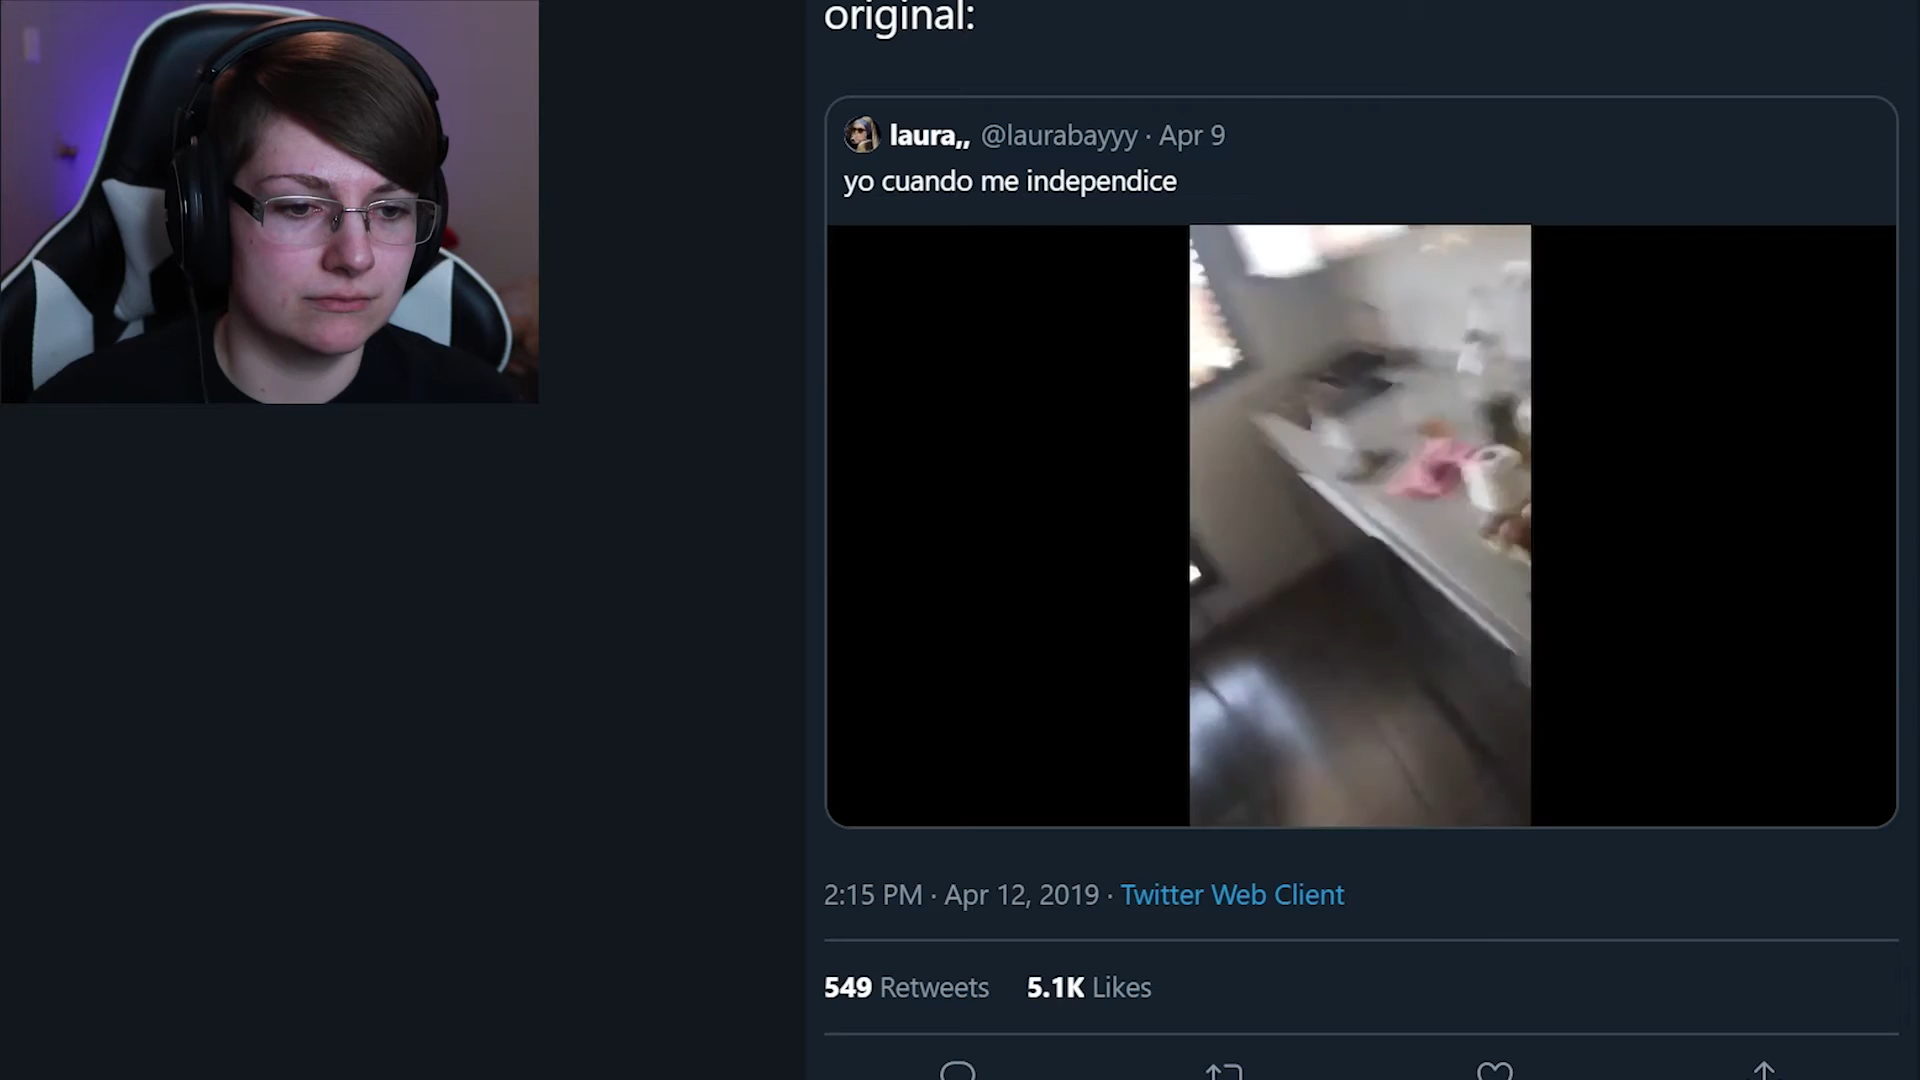 original:
laura,, @laurabayyy · Apr 9
yo cuando me independice
2:15 PM · Apr 12, 2019 · Twitter Web Client
549 Retweets 5.1K Likes